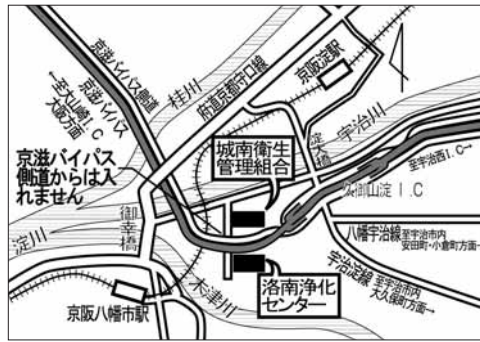 京滋バイパス側道
京滋バイパス
←至大山崎I.C
大阪方面
桂川
府道京都守口線
京阪淀駅
宇治川
淀大橋
城南衛生
管理組合
京滋バイパス
側道からは入
れません
至宇治西I.C→
久御山淀I.C
御幸橋
淀川
八幡宇治線
至宇治市内
安田町・小倉町方面→
宇治淀線
至宇治市内
大久保町方面→
洛南浄化
センター
木津川
京阪八幡市駅